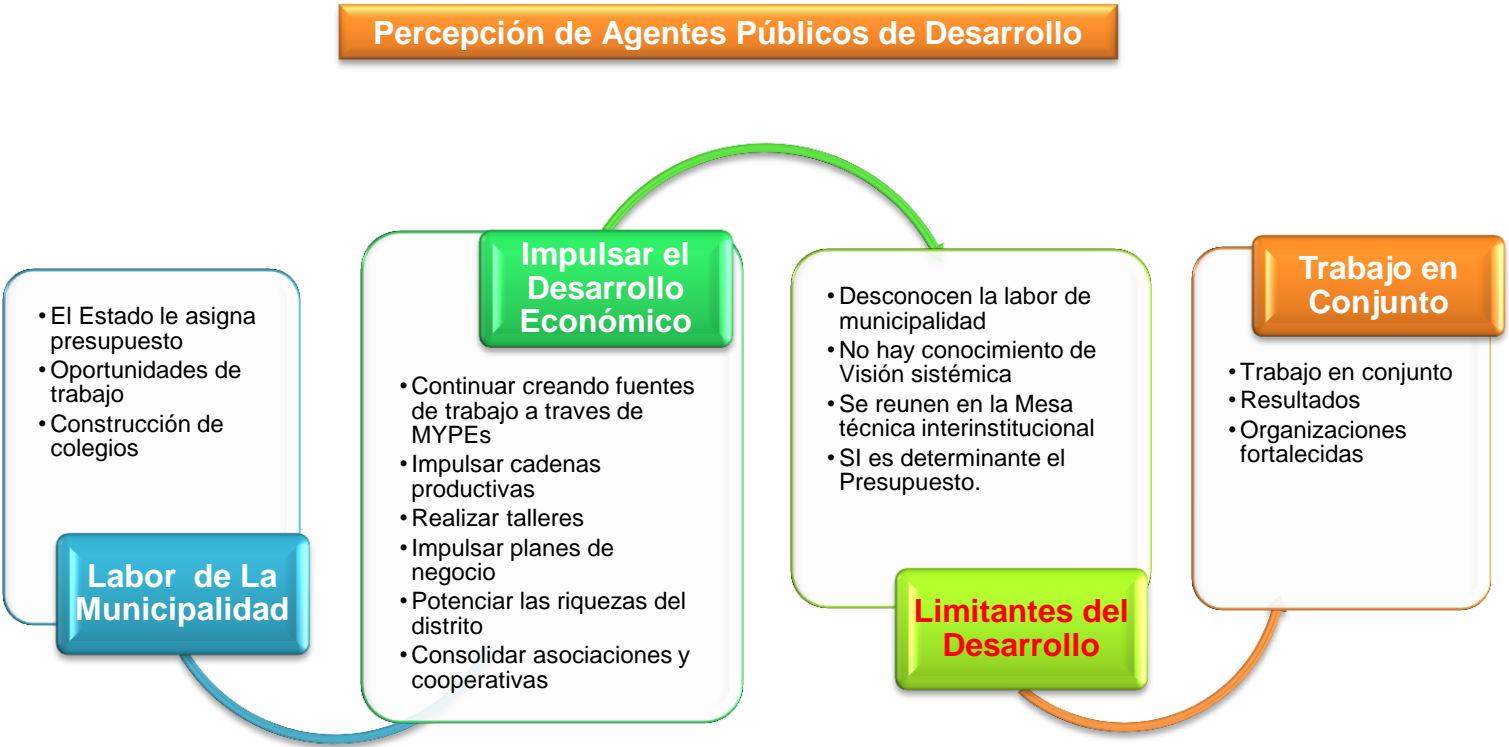 Percepción de Agentes Públicos de Desarrollo
• El Estado le asigna
presupuesto
• Oportunidades de
trabajo
• Construcción de
colegios
Labor de La
Municipalidad
Impulsar el
Desarrollo
Económico
• Continuar creando fuentes
de trabajo a traves de
MYPEs
• Impulsar cadenas
productivas
• Realizar talleres
• Impulsar planes de
negocio
• Potenciar las riquezas del
distrito
• Consolidar asociaciones y
cooperativas
• Desconocen la labor de
municipalidad
• No hay conocimiento de
Visión sistémica
• Se reunen en la Mesa
técnica interinstitucional
• SI es determinante el
Presupuesto.
Limitantes del
Desarrollo
Trabajo en
Conjunto
• Trabajo en conjunto
• Resultados
• Organizaciones
fortalecidas